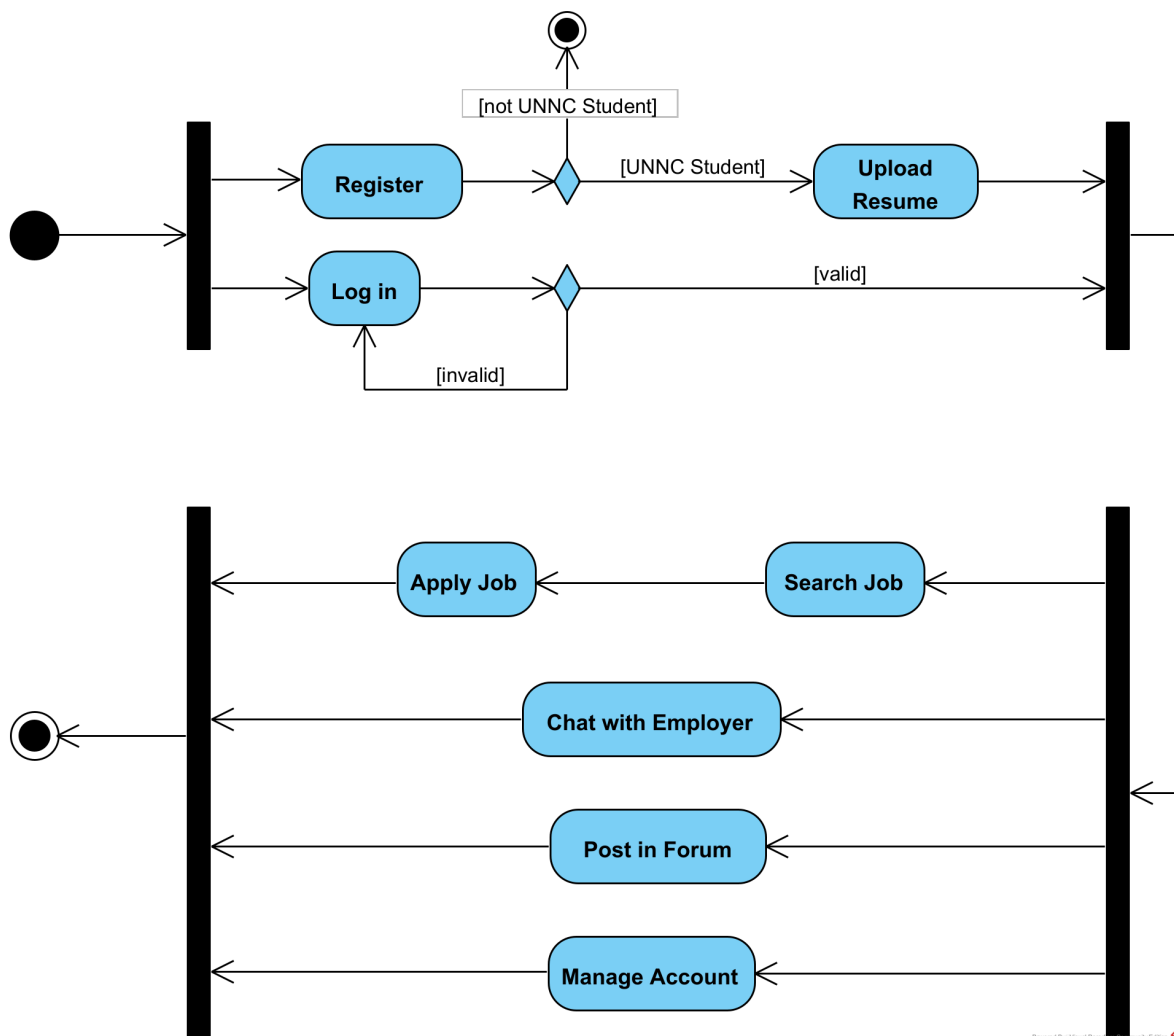 [not UNNC Student]
[UNNC Student]
Upload
Resume
Register
[valid]
Log in
[invalid]
Apply Job
Search Job
Chat with Employer
Post in Forum
Manage Account